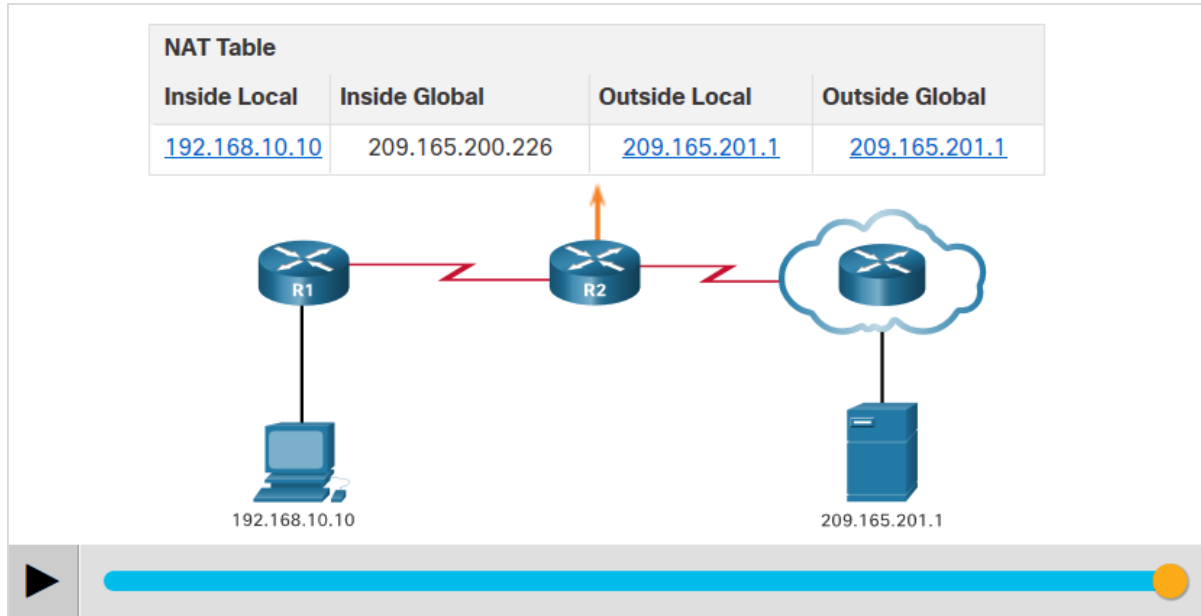 NAT Table
Inside Local Inside Global Outside Local Outside Global
192.168.10.10 209.165.200.226 209.165.201.1 209.165.201.1
R1 R2
192.168.10.10 209.165.201.1